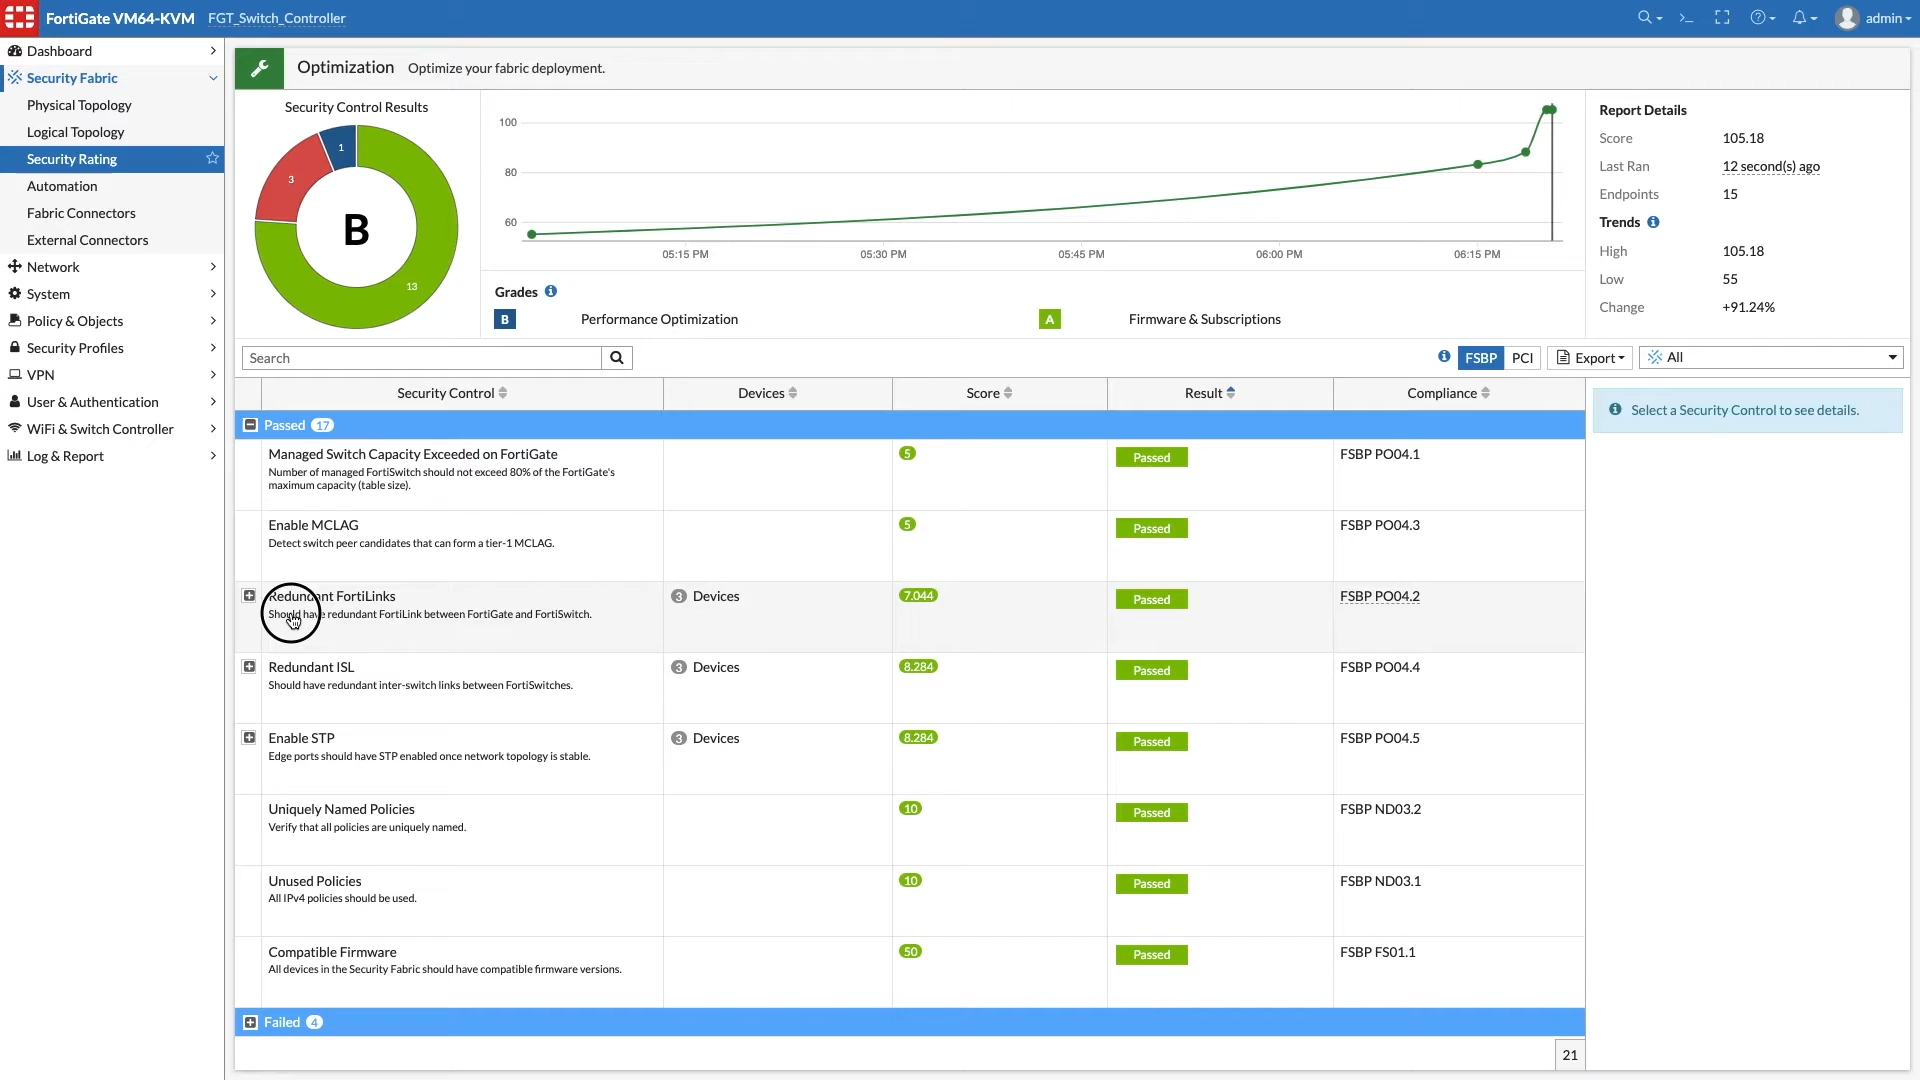 FortiGate VM64-KVM FGT_Switch_Controller admin
Dashboard
Security Fabric
Physical Topology
Logical Topology
Security Rating
Automation
Fabric Connectors
External Connectors
Network
System
Policy & Objects
Security Profiles
VPN
User & Authentication
WiFi & Switch Controller
Log & Report
Optimization Optimize your fabric deployment.
Security Control Results
1
3
B
13
100
80
60
05:15 PM 05:30 PM 05:45 PM 06:00 PM 06:15 PM
Grades
B Performance Optimization A Firmware & Subscriptions
Report Details
Score 105.18
Last Ran 12 second(s) ago
Endpoints 15
Trends
High 105.18
Low 55
Change +91.24%
Search FSBP PCI Export All
Security Control Devices Score Result Compliance
Select a Security Control to see details.
Passed 17
Managed Switch Capacity Exceeded on FortiGate 5 Passed FSBP PO04.1
Number of managed FortiSwitch should not exceed 80% of the FortiGate's
maximum capacity (table size).
Enable MCLAG 5 Passed FSBP PO04.3
Detect switch peer candidates that can form a tier-1 MCLAG.
Redundant FortiLinks 3 Devices 7.044 Passed FSBP PO04.2
Should have redundant FortiLink between FortiGate and FortiSwitch.
Redundant ISL 3 Devices 8.284 Passed FSBP PO04.4
Should have redundant inter-switch links between FortiSwitches.
Enable STP 3 Devices 8.284 Passed FSBP PO04.5
Edge ports should have STP enabled once network topology is stable.
Uniquely Named Policies 10 Passed FSBP ND03.2
Verify that all policies are uniquely named.
Unused Policies 10 Passed FSBP ND03.1
All IPv4 policies should be used.
Compatible Firmware 50 Passed FSBP FS01.1
All devices in the Security Fabric should have compatible firmware versions.
Failed 4
21